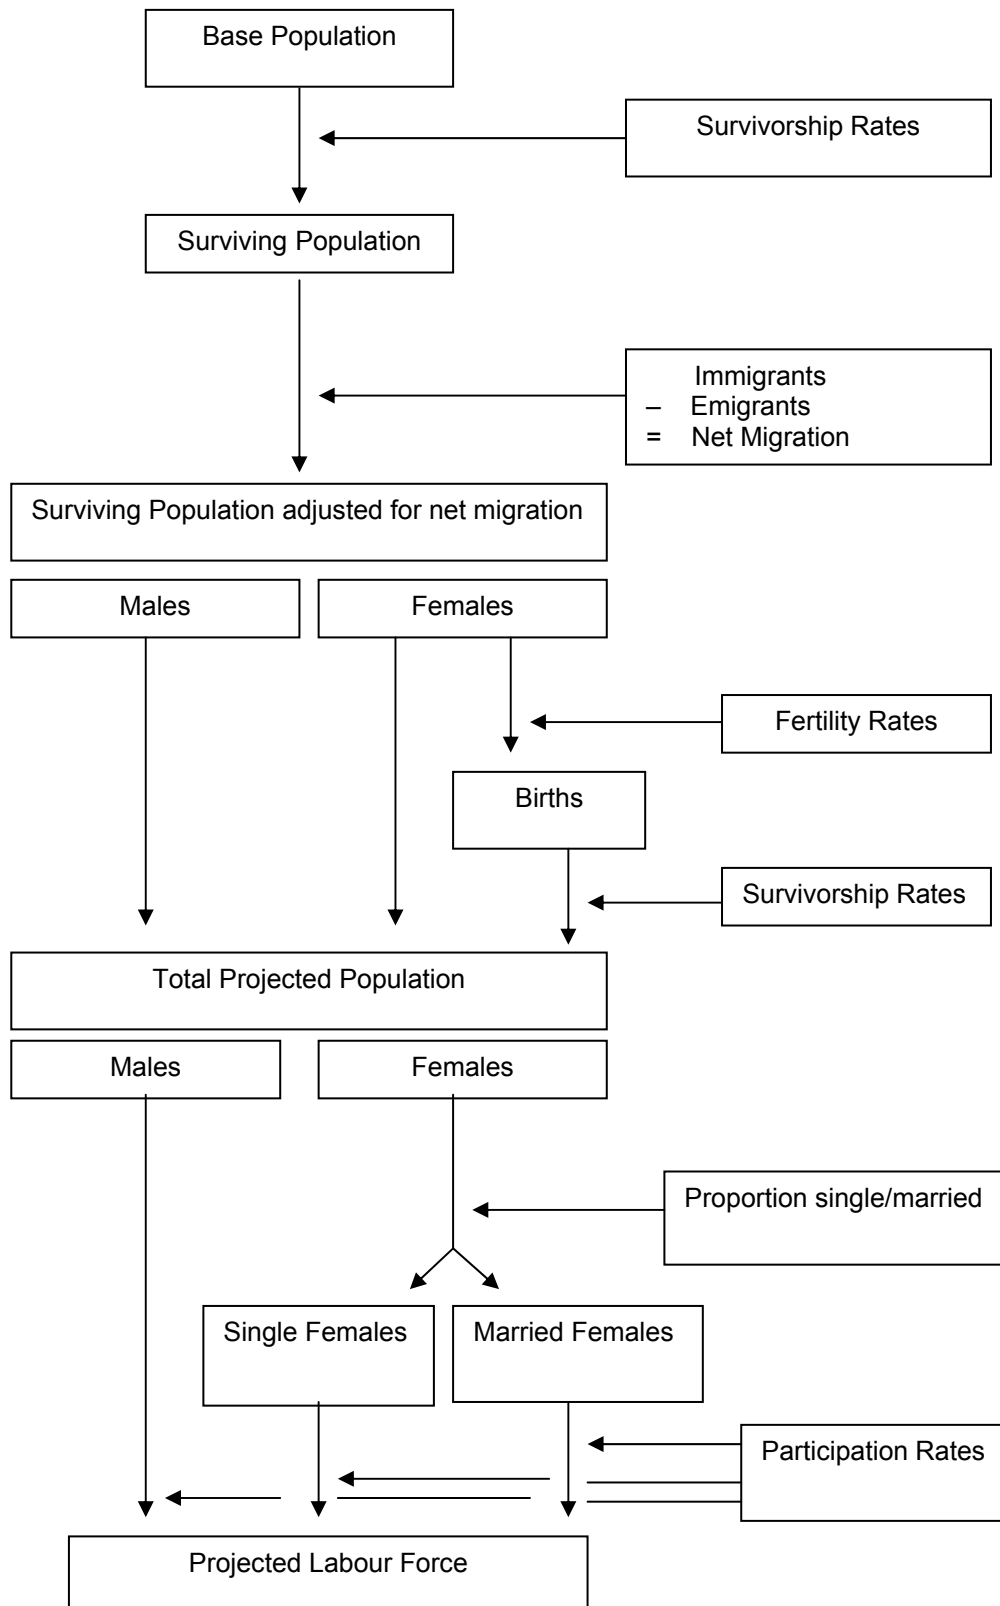 Base Population
Survivorship Rates
Surviving Population
Immigrants
– Emigrants
= Net Migration
Surviving Population adjusted for net migration
Males
Females
Fertility Rates
Births
Survivorship Rates
Total Projected Population
Males
Females
Proportion single/married
Single Females
Married Females
Participation Rates
Projected Labour Force